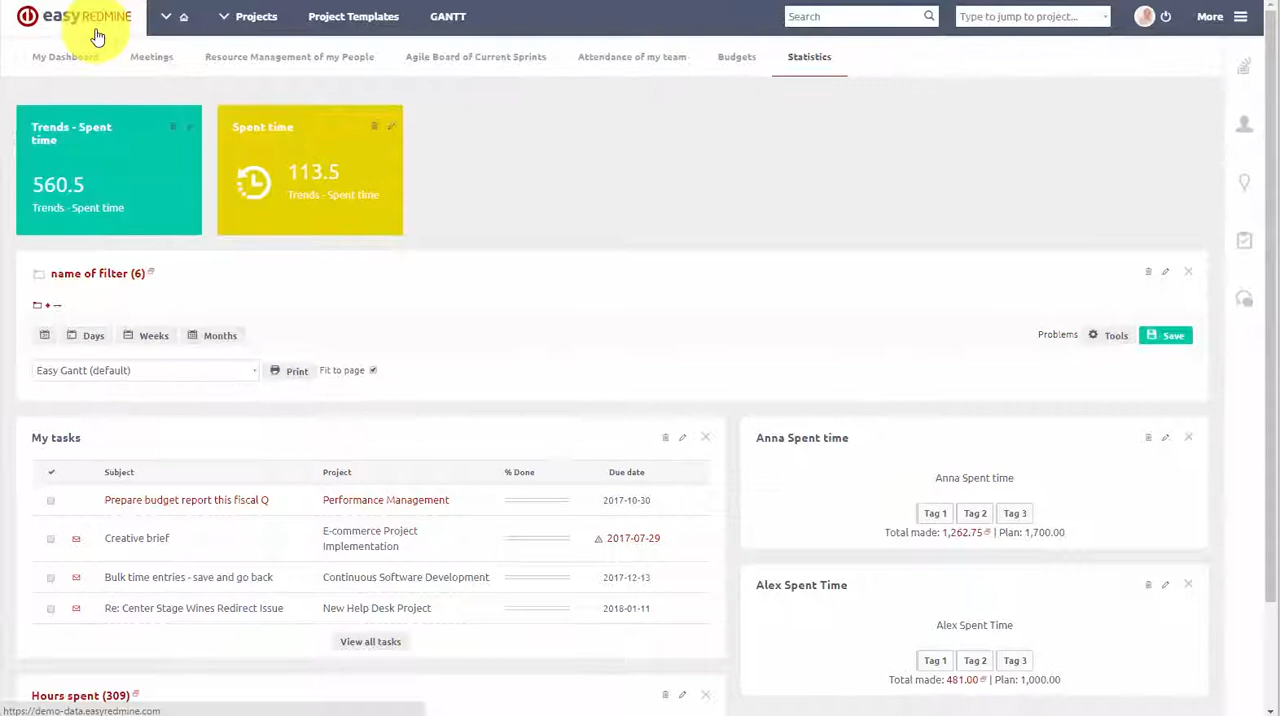 easy REDMINE
Projects
Project Templates
GANTT
Search
Type to jump to project...
More
My Dashboard
Meetings
Resource Management of my People
Agile Board of Current Sprints
Attendance of my team
Budgets
Statistics
Trends - Spent
time
560.5
Trends - Spent time
Spent time
113.5
Trends - Spent time
name of filter (6)
Days
Weeks
Months
Problems
Tools
Save
Easy Gantt (default)
Print
Fit to page
My tasks
Subject Project % Done Due date
Prepare budget report this fiscal Q Performance Management 2017-10-30
Creative brief E-commerce Project
Implementation 2017-07-29
Bulk time entries - save and go back Continuous Software Development 2017-12-13
Re: Center Stage Wines Redirect Issue New Help Desk Project 2018-01-11
View all tasks
Anna Spent time
Anna Spent time
Tag 1 Tag 2 Tag 3
Total made: 1,262.75 | Plan: 1,700.00
Alex Spent Time
Alex Spent Time
Tag 1 Tag 2 Tag 3
Total made: 481.00 | Plan: 1,000.00
Hours spent (309)
https://demo-data.easyredmine.com